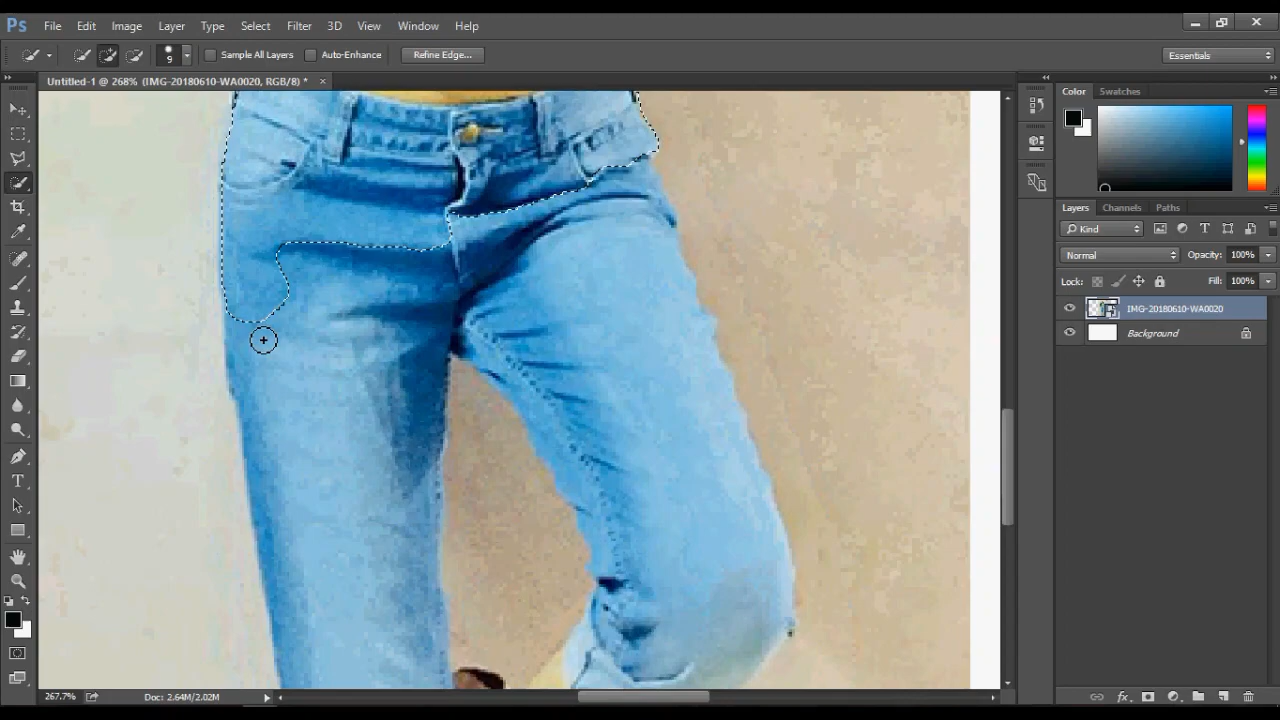 Ps File Edit Image Layer Type Select Filter 3D View Window Help
9 Sample All Layers Auto-Enhance Refine Edge... Essentials
Untitled-1 @ 268% (IMG-20180610-WA0020, RGB/8) *
Color Swatches
Layers Channels Paths
Kind
Normal Opacity: 100%
Lock: Fill: 100%
IMG-20180610-WA0020
Background
267.7% Doc: 2.64M/2.02M